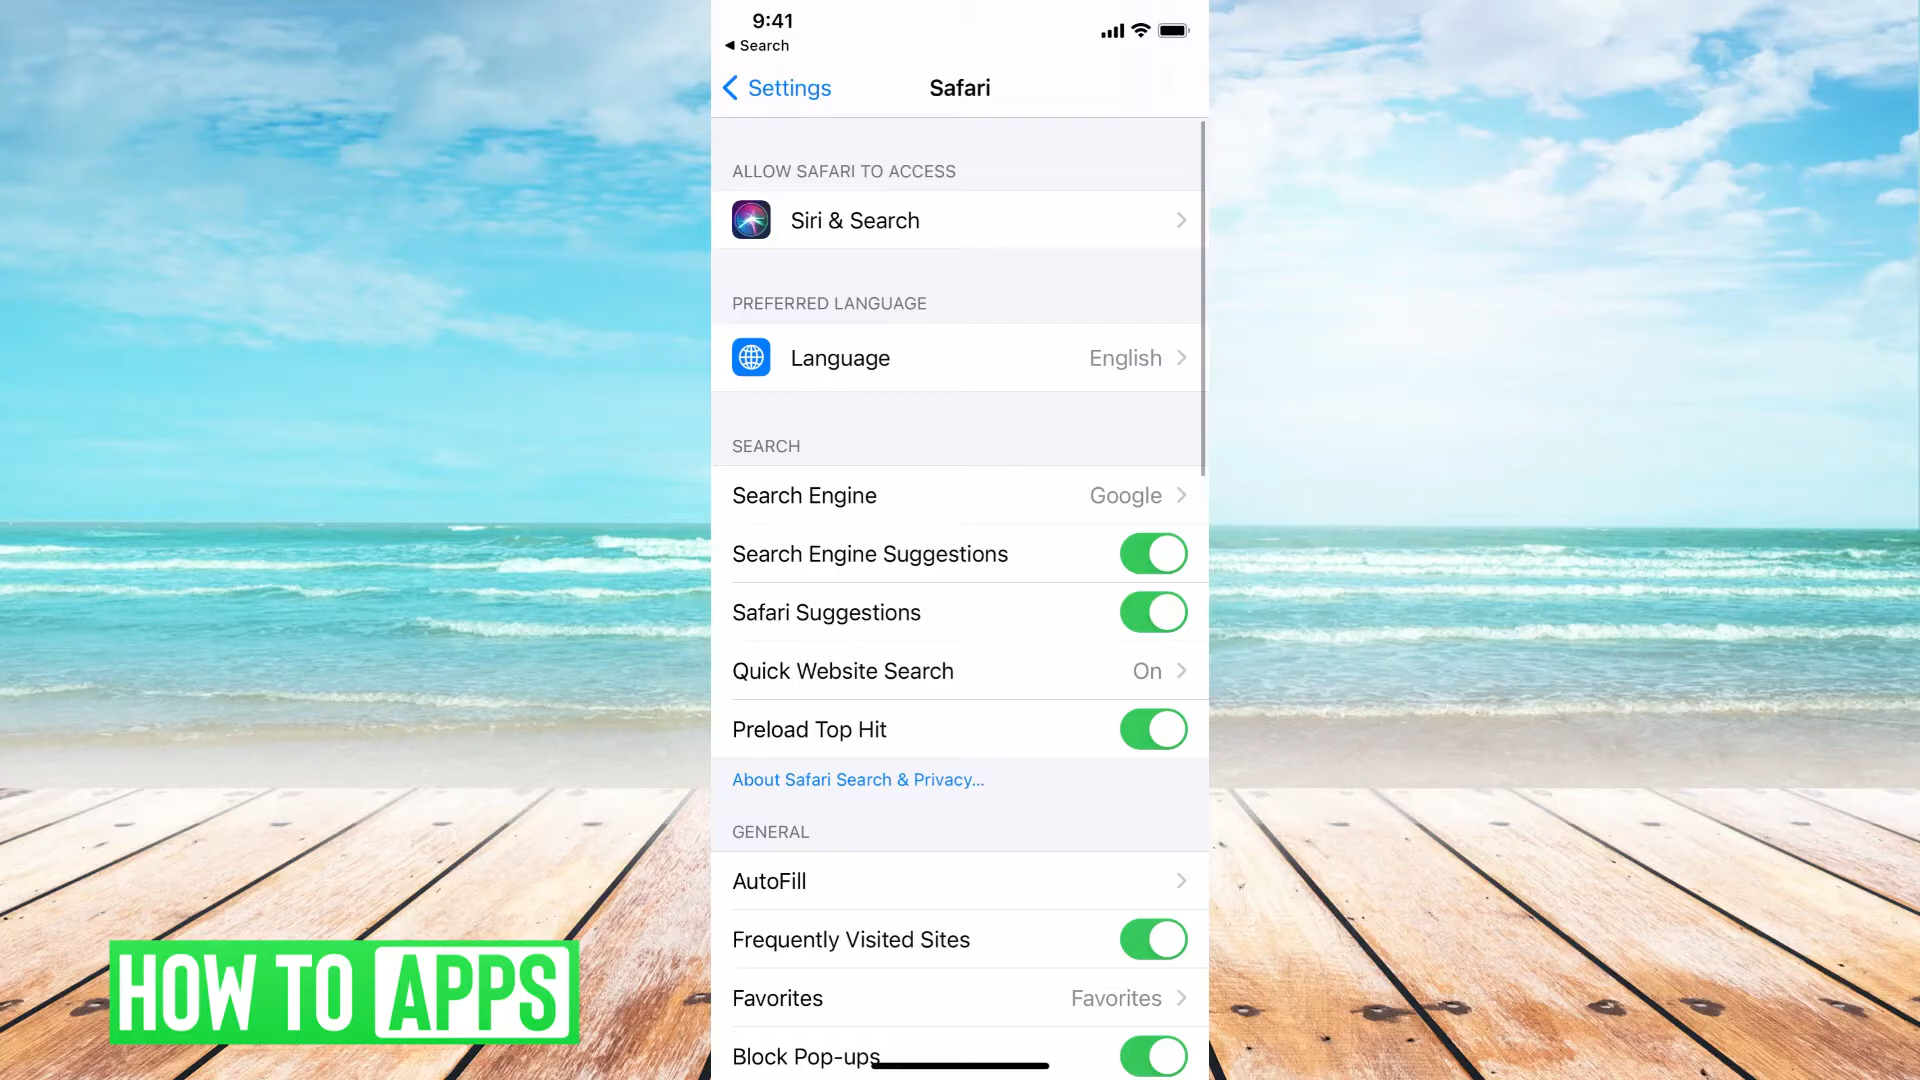 9:41
◀ Search
Settings
Safari
ALLOW SAFARI TO ACCESS
Siri & Search
PREFERRED LANGUAGE
Language English
SEARCH
Search Engine Google
Search Engine Suggestions
Safari Suggestions
Quick Website Search On
Preload Top Hit
About Safari Search & Privacy...
GENERAL
AutoFill
Frequently Visited Sites
Favorites Favorites
Block Pop-ups
HOW TO APPS